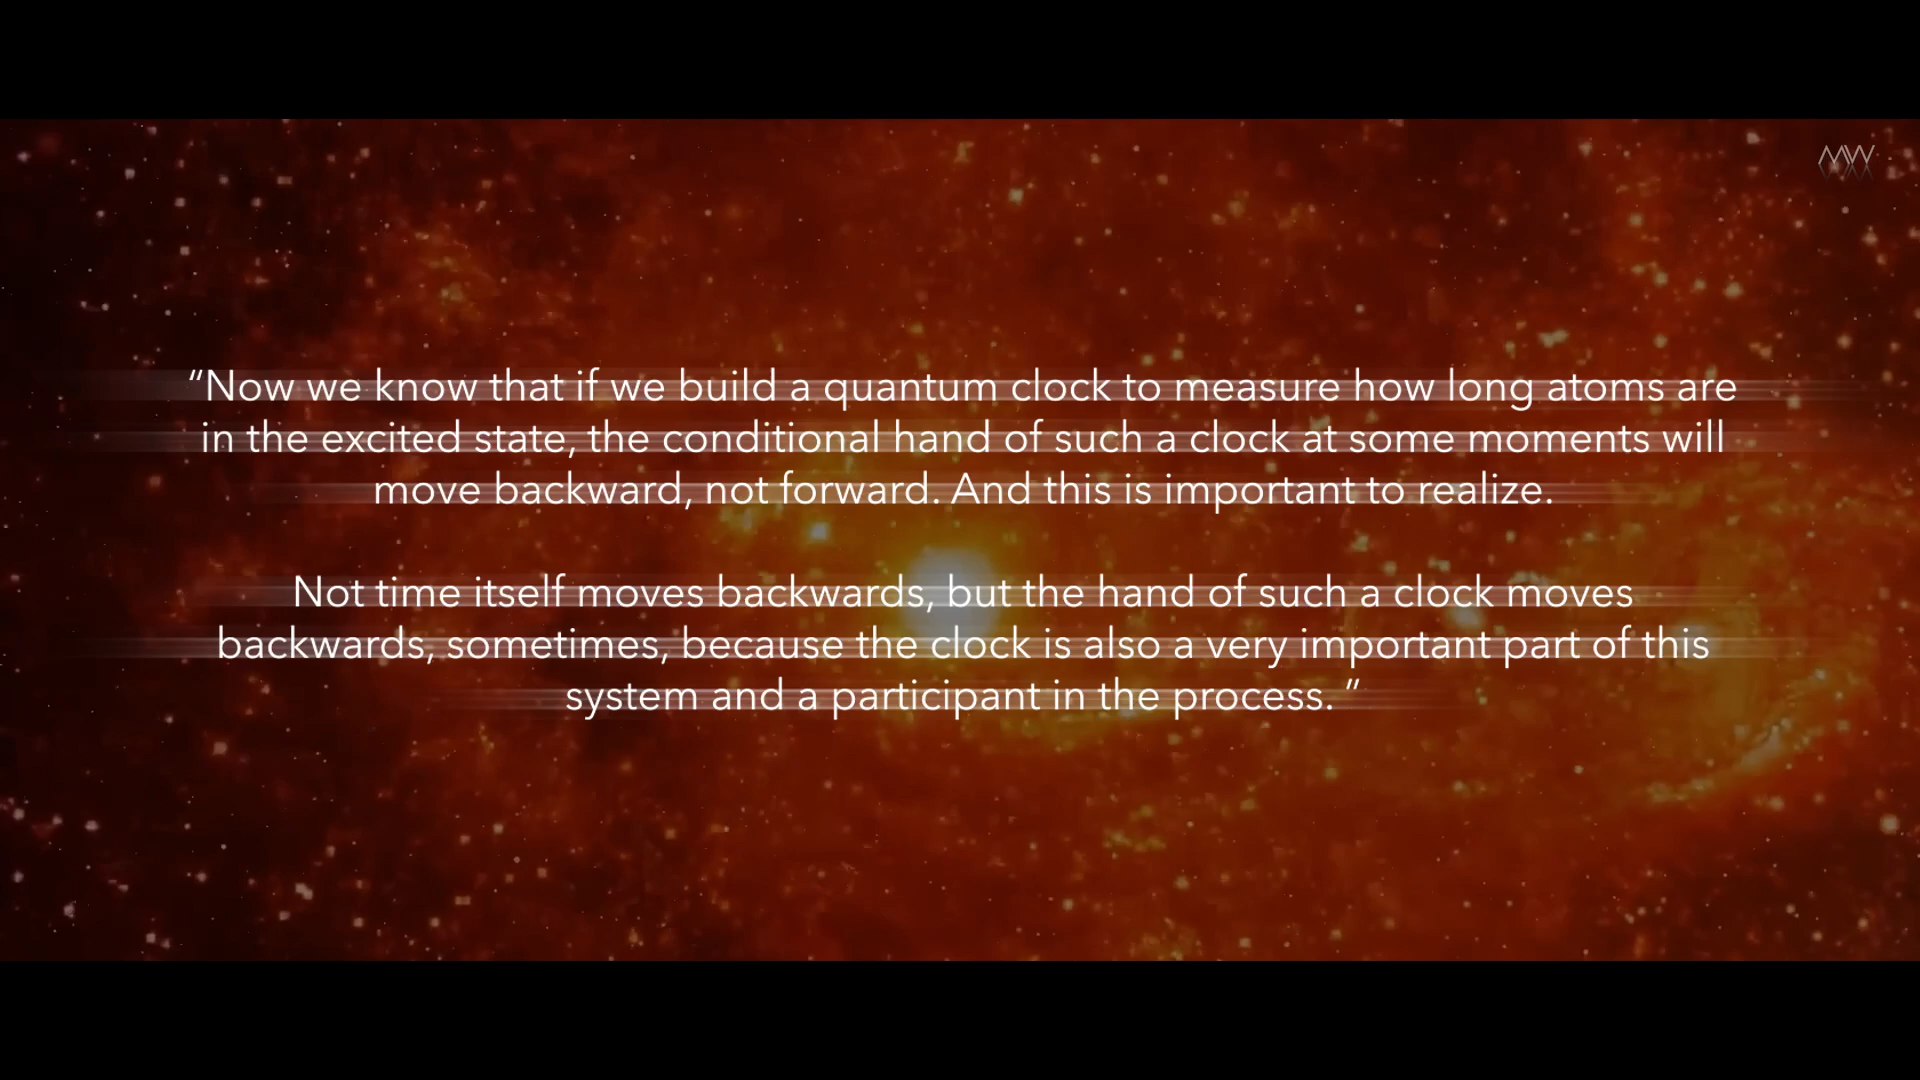 MW
“Now we know that if we build a quantum clock to measure how long atoms are
in the excited state, the conditional hand of such a clock at some moments will
move backward, not forward. And this is important to realize.
Not time itself moves backwards, but the hand of such a clock moves
backwards, sometimes, because the clock is also a very important part of this
system and a participant in the process. ”